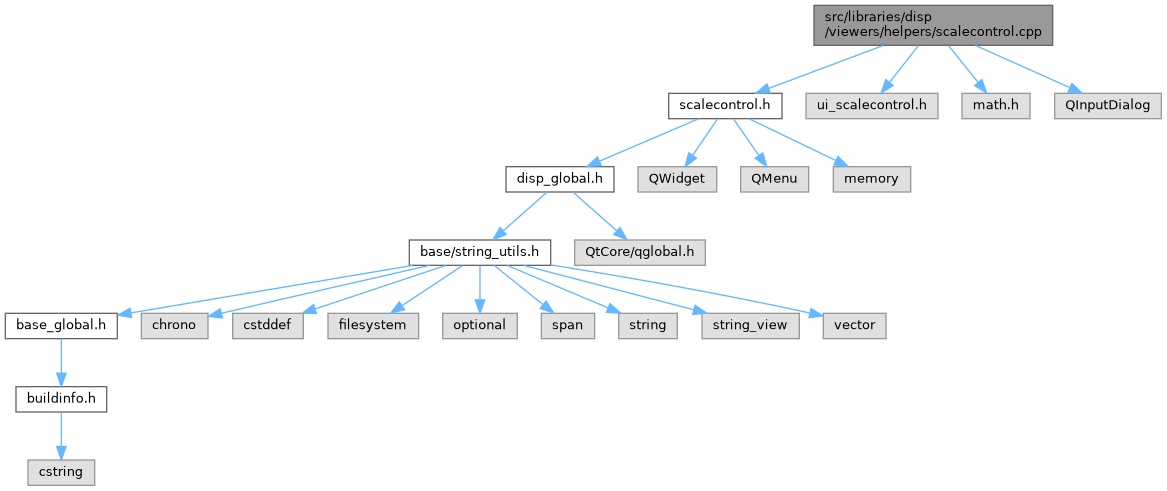 src/libraries/disp
/viewers/helpers/scalecontrol.cpp
scalecontrol.h
ui_scalecontrol.h
math.h
QInputDialog
disp_global.h
QWidget
QMenu
memory
base/string_utils.h
QtCore/qglobal.h
base_global.h
chrono
cstddef
filesystem
optional
span
string
string_view
vector
buildinfo.h
cstring